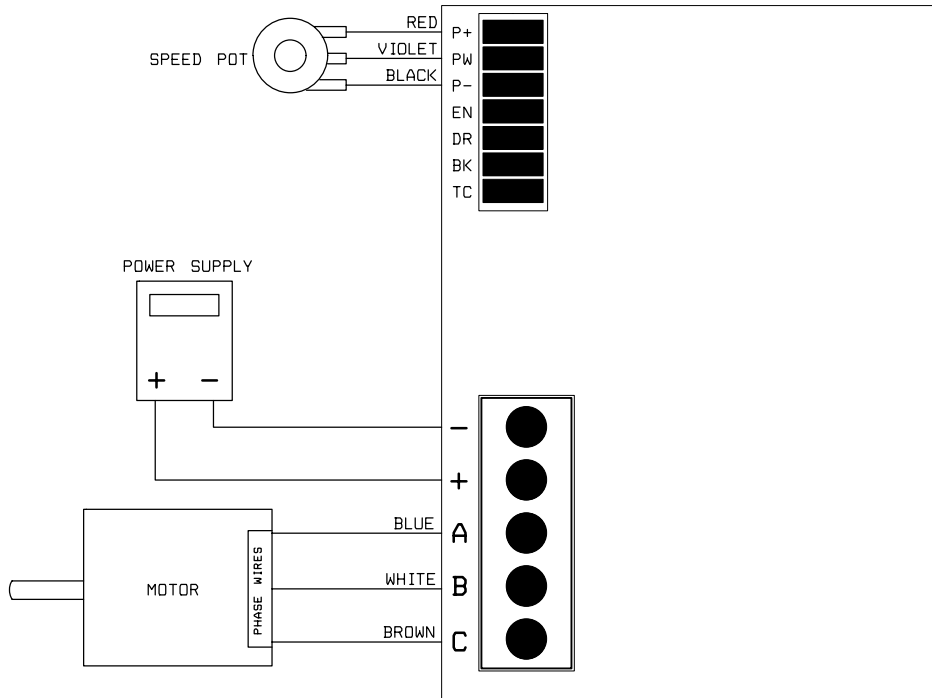 RED P+
SPEED POT VIOLET PW
BLACK P-
EN
DR
BK
TC
POWER SUPPLY
+ -
-
+
BLUE A
MOTOR PHASE WIRES WHITE B
BROWN C